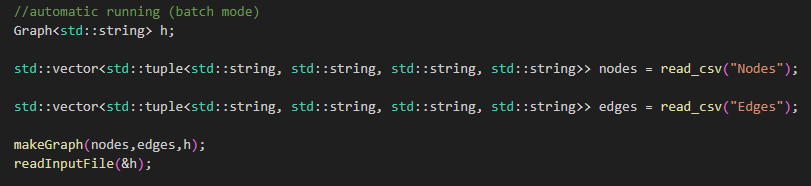 //automatic running (batch mode)
Graph<std::string> h;
std::vector<std::tuple<std::string, std::string, std::string, std::string>> nodes = read_csv("Nodes");
std::vector<std::tuple<std::string, std::string, std::string, std::string>> edges = read_csv("Edges");
makeGraph(nodes,edges,h);
readInputFile(&h);